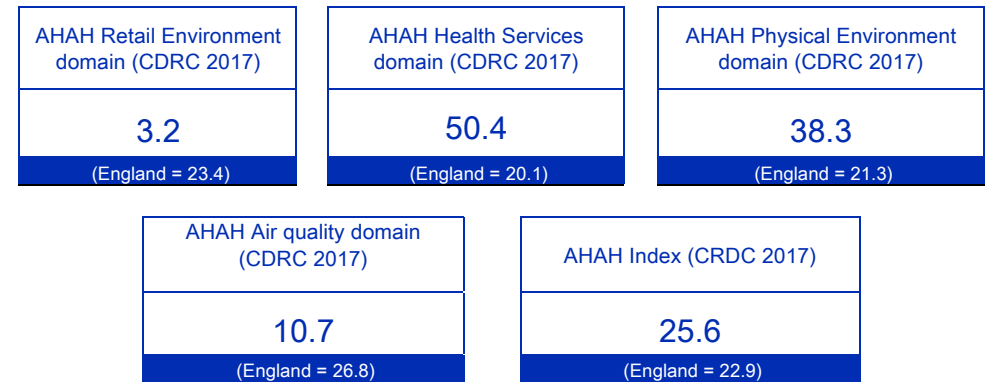 AHAH Retail Environment
domain (CDRC 2017)
3.2
(England = 23.4)
AHAH Health Services
domain (CDRC 2017)
50.4
(England = 20.1)
AHAH Physical Environment
domain (CDRC 2017)
38.3
(England = 21.3)
AHAH Air quality domain
(CDRC 2017)
10.7
(England = 26.8)
AHAH Index (CRDC 2017)
25.6
(England = 22.9)